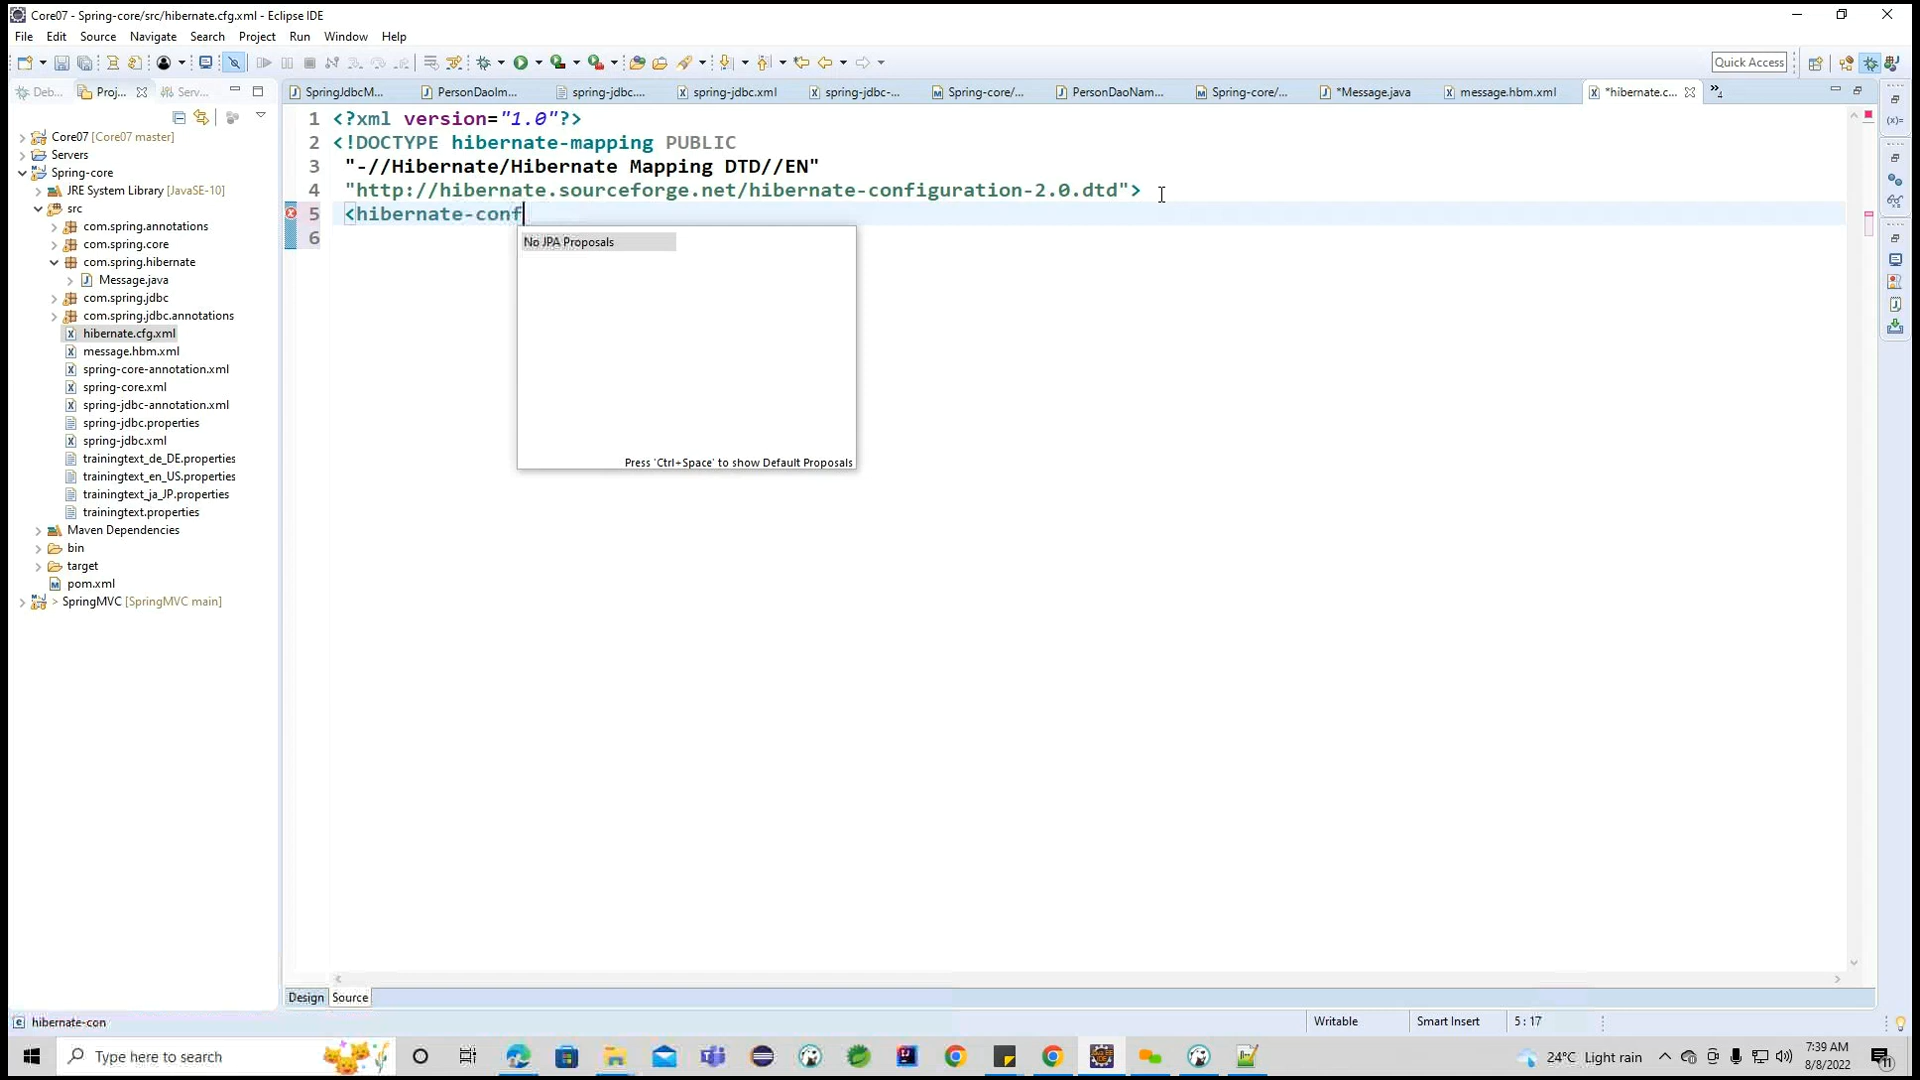 Core07 - Spring-core/src/hibernate.cfg.xml - Eclipse IDE
File Edit Source Navigate Search Project Run Window Help
Quick Access
Deb... Proj... Serv...
SpringJdbcM... PersonDaoIm... spring-jdbc.... spring-jdbc.xml spring-jdbc-... Spring-core/... PersonDaoNam... Spring-core/... *Message.java message.hbm.xml *hibernate.c... »4
Core07 [Core07 master]
Servers
Spring-core
JRE System Library [JavaSE-10]
src
com.spring.annotations
com.spring.core
com.spring.hibernate
Message.java
com.spring.jdbc
com.spring.jdbc.annotations
hibernate.cfg.xml
message.hbm.xml
spring-core-annotation.xml
spring-core.xml
spring-jdbc-annotation.xml
spring-jdbc.properties
spring-jdbc.xml
trainingtext_de_DE.properties
trainingtext_en_US.properties
trainingtext_ja_JP.properties
trainingtext.properties
Maven Dependencies
bin
target
pom.xml
> SpringMVC [SpringMVC main]
1 <?xml version="1.0"?>
2 <!DOCTYPE hibernate-mapping PUBLIC
3 "-//Hibernate/Hibernate Mapping DTD//EN"
4 "http://hibernate.sourceforge.net/hibernate-configuration-2.0.dtd">
5 <hibernate-conf
6
No JPA Proposals
Press 'Ctrl+Space' to show Default Proposals
Design Source
hibernate-con
Writable Smart Insert 5 : 17
Type here to search
24°C Light rain
7:39 AM
8/8/2022
11